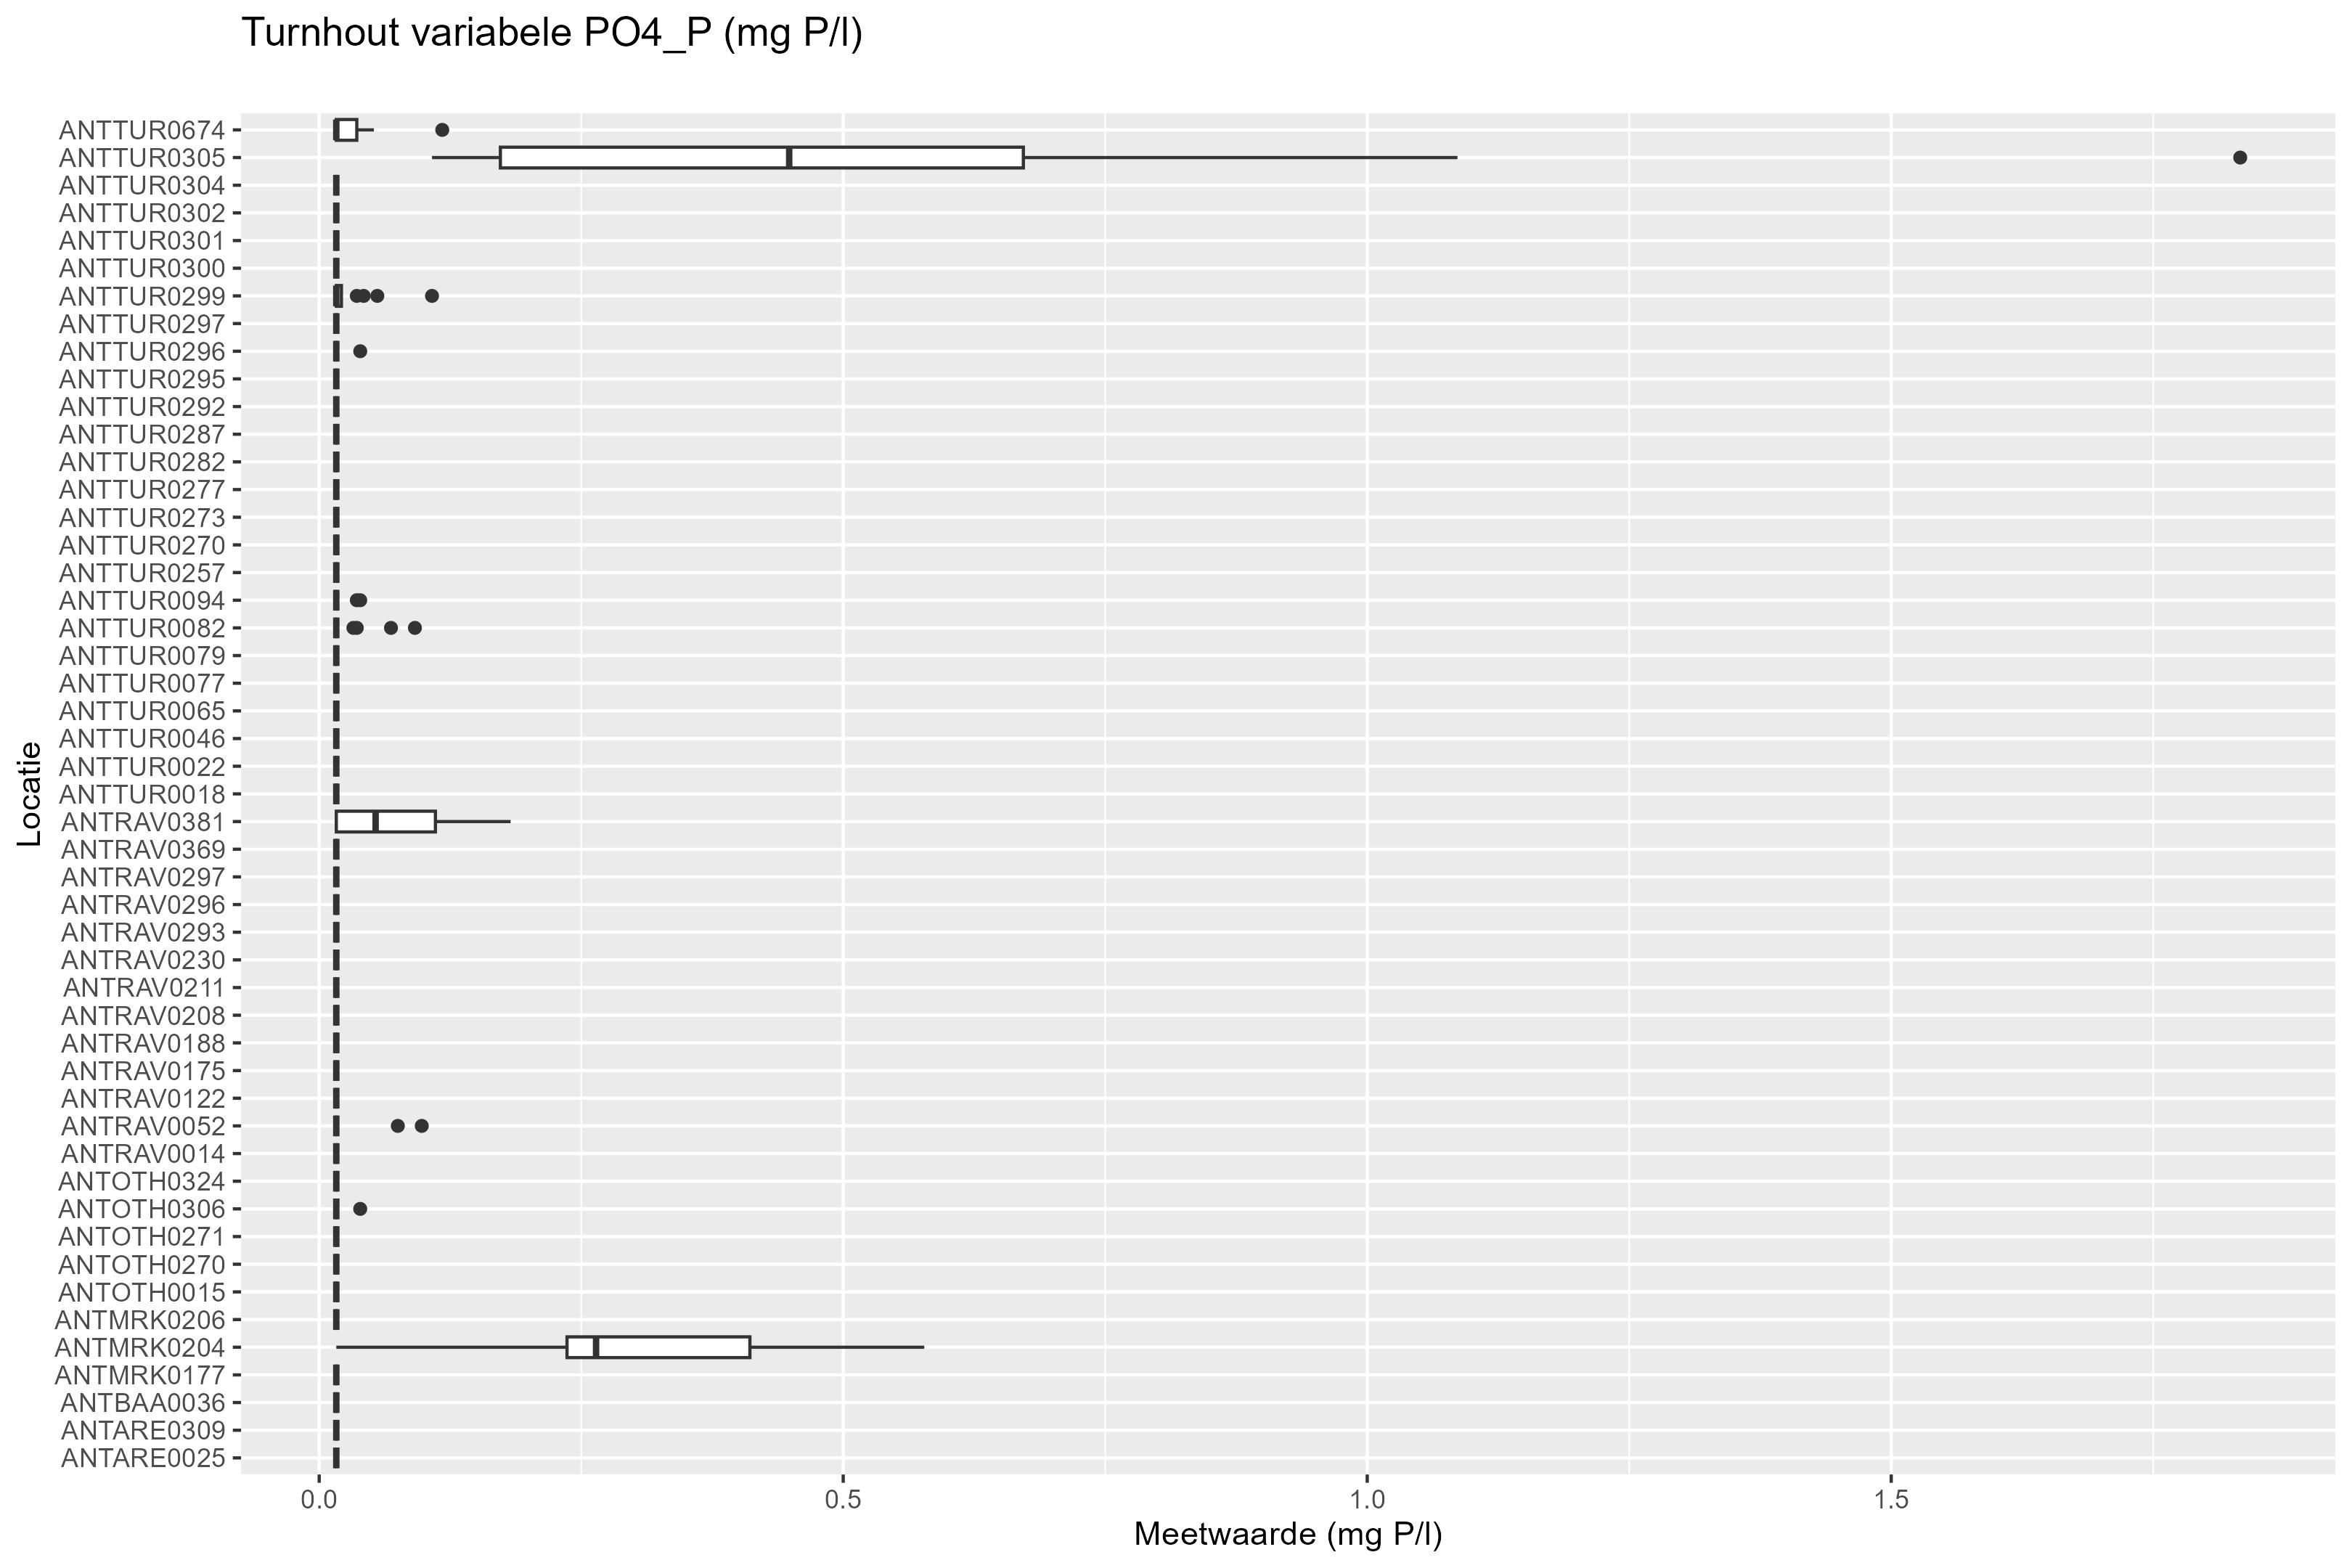 Turnhout variabele PO4_P (mg P/l)
ANTTUR0674
ANTTUR0305
ANTTUR0304
ANTTUR0302
ANTTUR0301
ANTTUR0300
ANTTUR0299
ANTTUR0297
ANTTUR0296
ANTTUR0295
ANTTUR0292
ANTTUR0287
ANTTUR0282
ANTTUR0277
ANTTUR0273
ANTTUR0270
ANTTUR0257
ANTTUR0094
ANTTUR0082
ANTTUR0079
ANTTUR0077
ANTTUR0065
ANTTUR0046
ANTTUR0022
ANTTUR0018
ANTRAV0381
ANTRAV0369
ANTRAV0297
ANTRAV0296
ANTRAV0293
ANTRAV0230
ANTRAV0211
ANTRAV0208
ANTRAV0188
ANTRAV0175
ANTRAV0122
ANTRAV0052
ANTRAV0014
ANTOTH0324
ANTOTH0306
ANTOTH0271
ANTOTH0270
ANTOTH0015
ANTMRK0206
ANTMRK0204
ANTMRK0177
ANTBAA0036
ANTARE0309
ANTARE0025
Locatie
0.0 0.5 1.0 1.5
Meetwaarde (mg P/l)